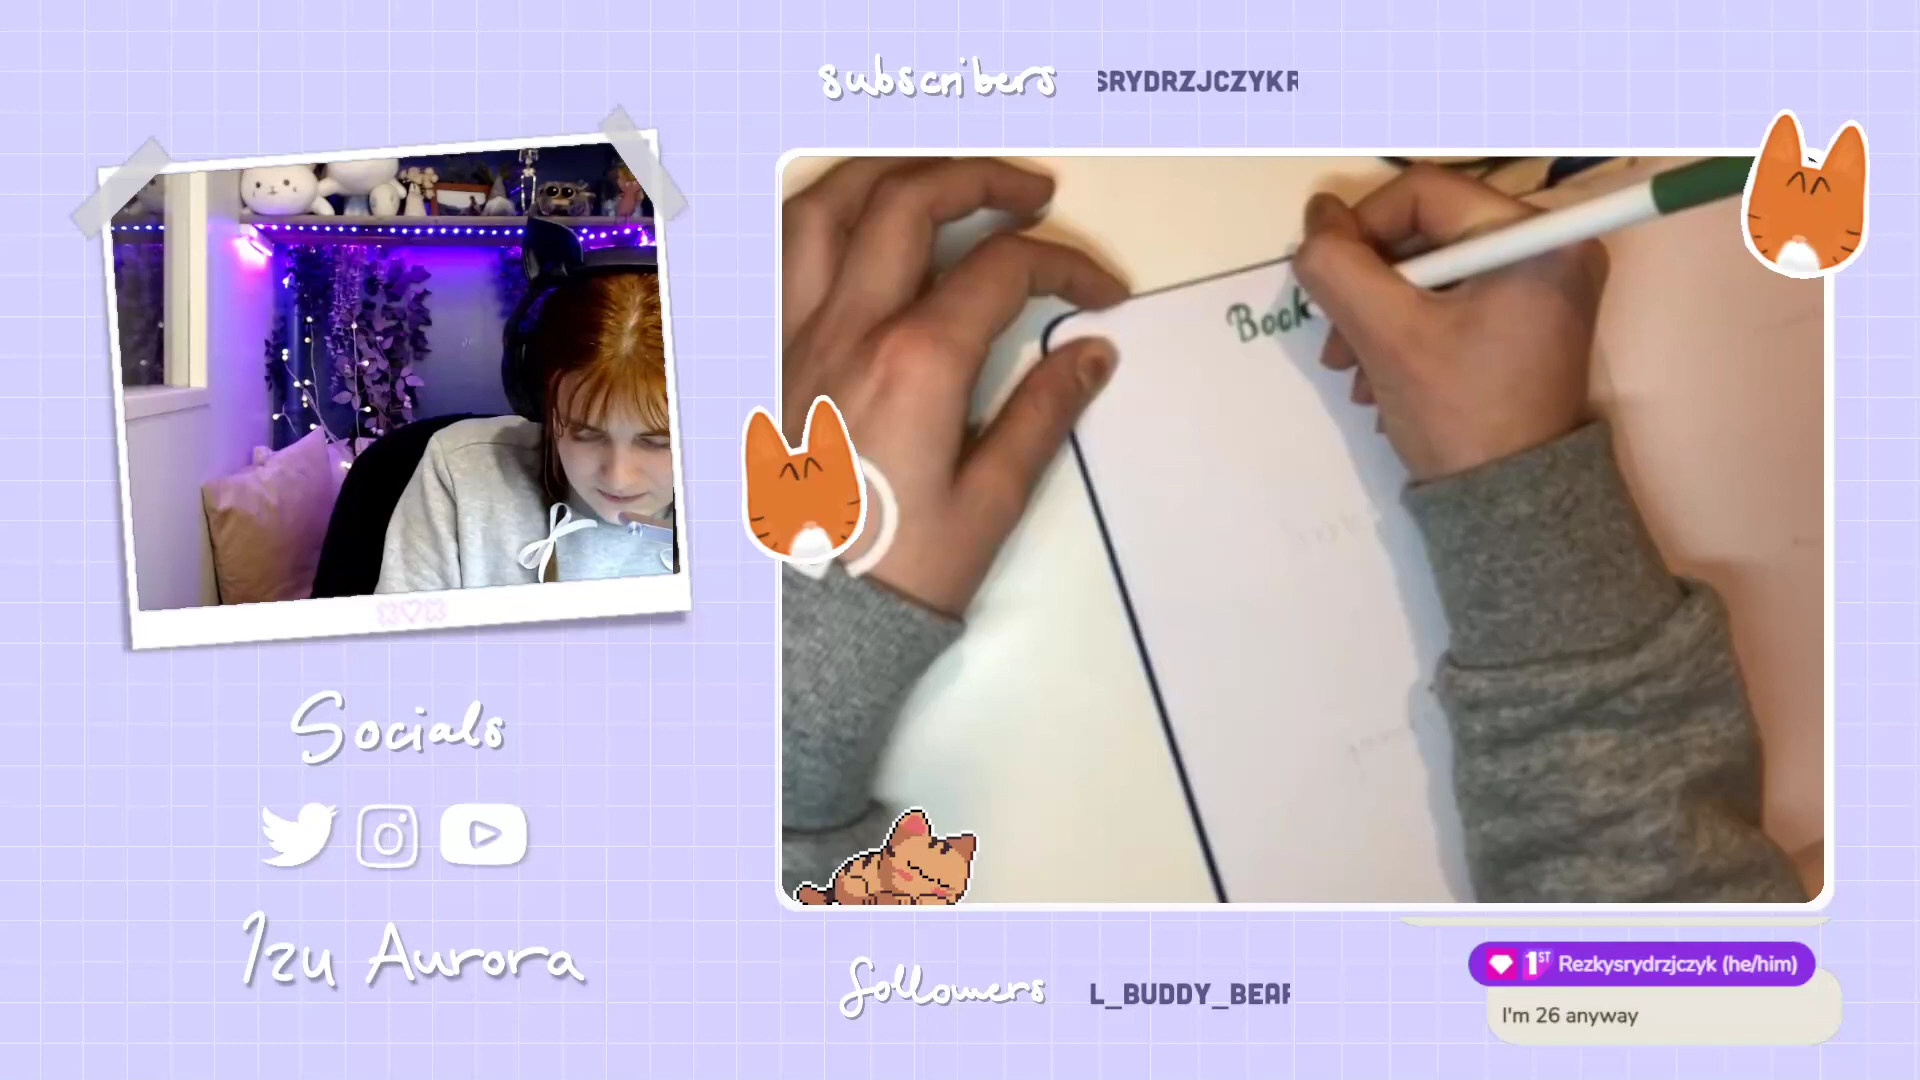 subscribers
SRYDRZJCZYKR
Book
Socials
Izu Aurora
followers
L_BUDDY_BEAR
1ST Rezkysrydrzjczyk (he/him)
I'm 26 anyway